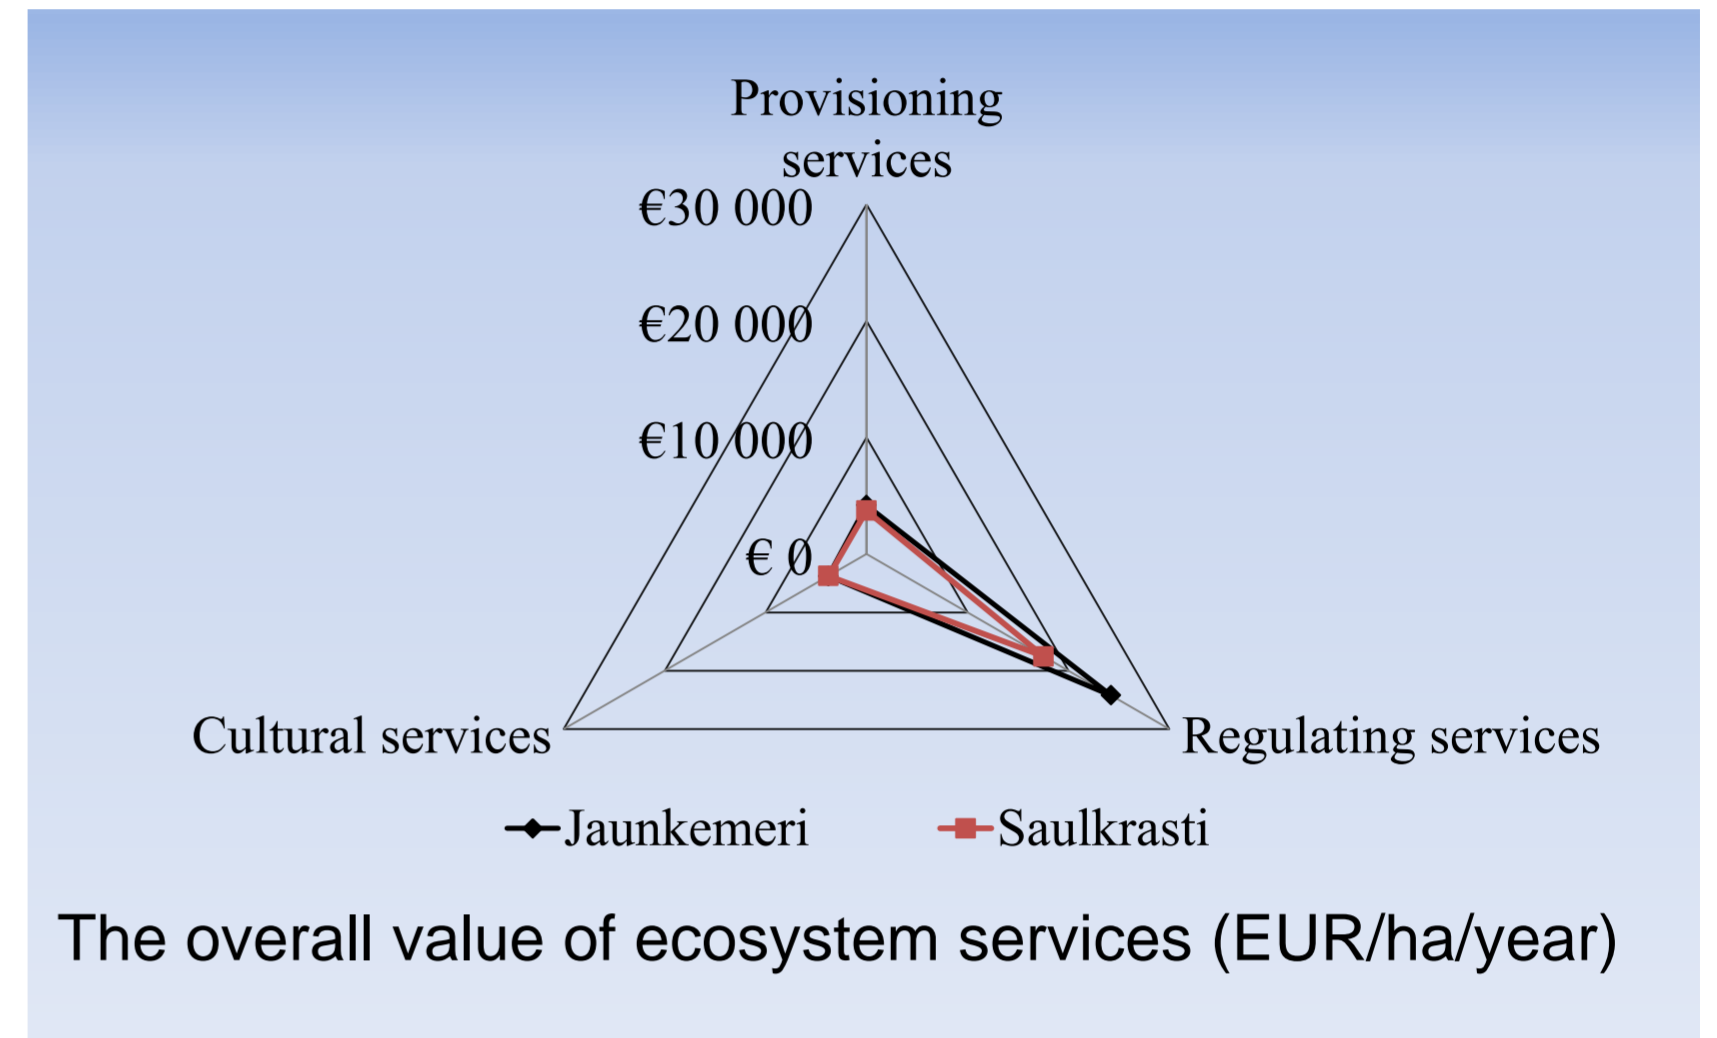 Provisioning
services
€30 000
€20 000
€10 000
€ 0
Cultural services
Regulating services
Jaunkemeri
Saulkrasti
The overall value of ecosystem services (EUR/ha/year)